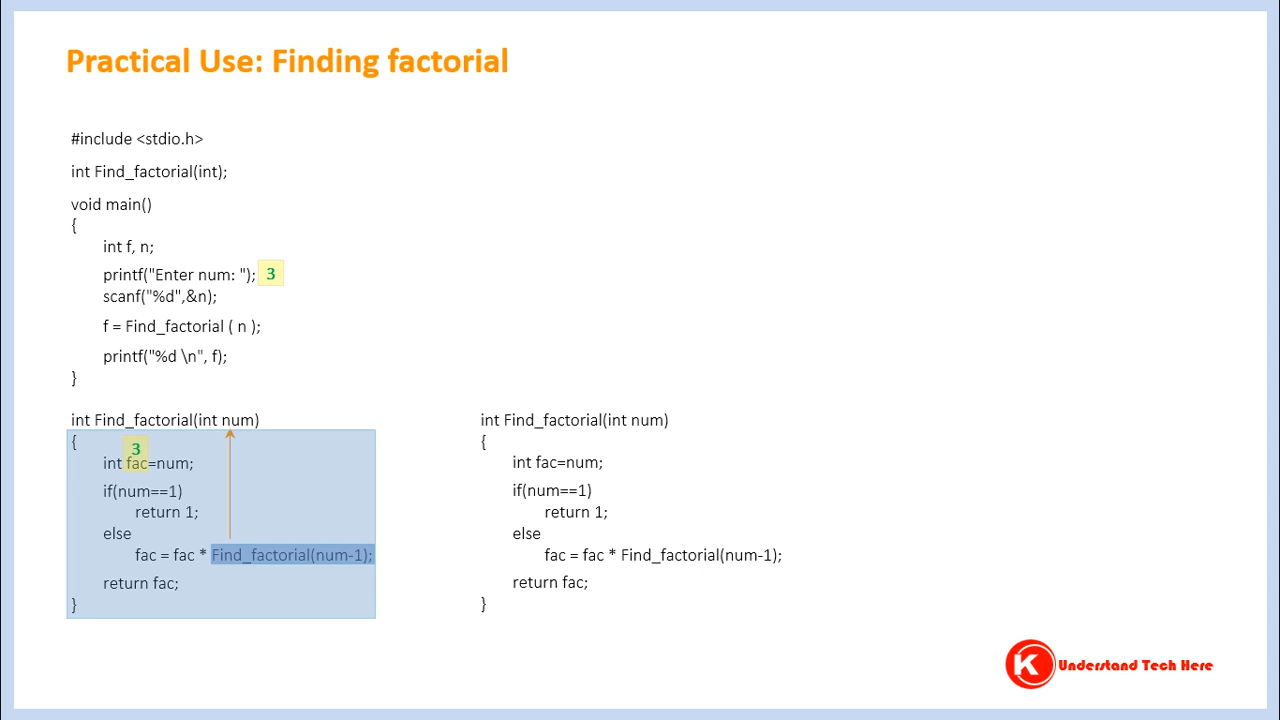 Practical Use: Finding factorial
#include <stdio.h>
int Find_factorial(int);
void main()
{
int f, n;
printf("Enter num: "); 3
scanf("%d",&n);
f = Find_factorial ( n );
printf("%d \n", f);
}
int Find_factorial(int num)
{
3
int fac=num;
if(num==1)
return 1;
else
fac = fac * Find_factorial(num-1);
return fac;
}
int Find_factorial(int num)
{
int fac=num;
if(num==1)
return 1;
else
fac = fac * Find_factorial(num-1);
return fac;
}
K Understand Tech Here